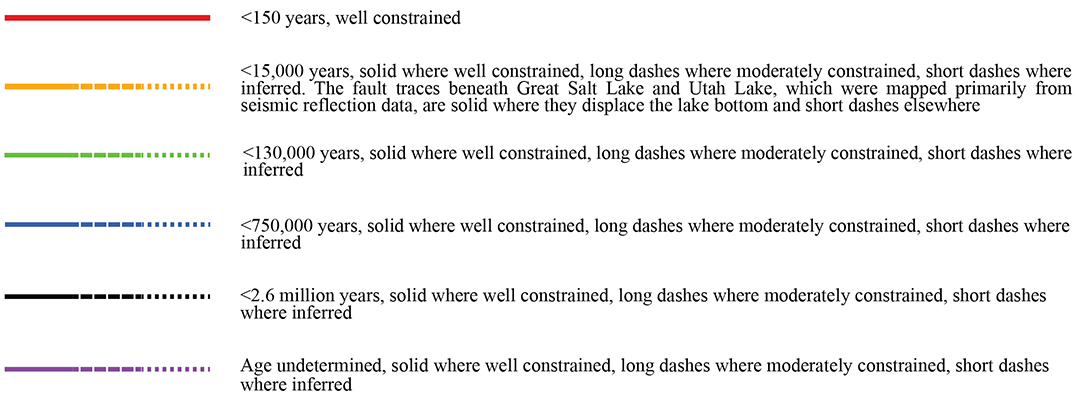 <150 years, well constrained
<15,000 years, solid where well constrained, long dashes where moderately constrained, short dashes where
inferred. The fault traces beneath Great Salt Lake and Utah Lake, which were mapped primarily from
seismic reflection data, are solid where they displace the lake bottom and short dashes elsewhere
<130,000 years, solid where well constrained, long dashes where moderately constrained, short dashes where
inferred
<750,000 years, solid where well constrained, long dashes where moderately constrained, short dashes where
inferred
<2.6 million years, solid where well constrained, long dashes where moderately constrained, short dashes
where inferred
Age undetermined, solid where well constrained, long dashes where moderately constrained, short dashes
where inferred